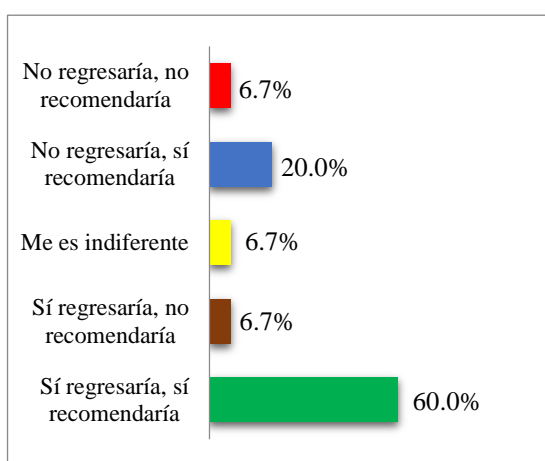 No regresaría, no
recomendaría
6.7%
No regresaría, sí
recomendaría
20.0%
Me es indiferente
6.7%
Sí regresaría, no
recomendaría
6.7%
Sí regresaría, sí
recomendaría
60.0%